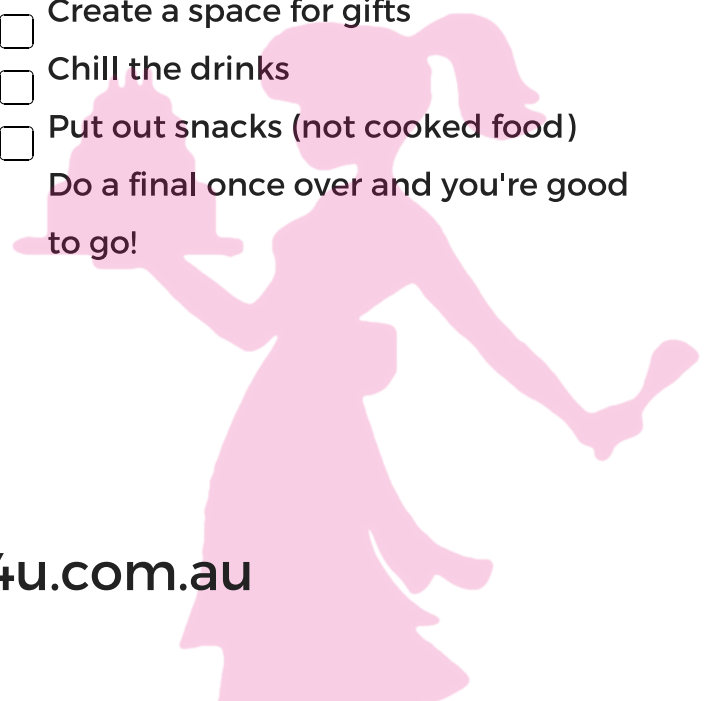 Create a space for gifts
Chill the drinks
Put out snacks (not cooked food)
Do a final once over and you're good
to go!
4u.com.au